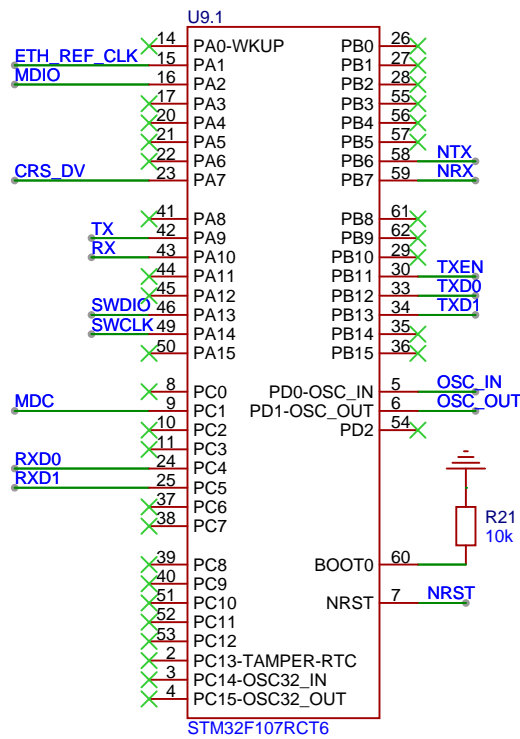 U9.1
14 PA0-WKUP PB0 26
ETH_REF_CLK 15 PA1 PB1 27
MDIO 16 PA2 PB2 28
17 PA3 PB3 55
20 PA4 PB4 56
21 PA5 PB5 57
22 PA6 PB6 58 NTX
CRS_DV 23 PA7 PB7 59 NRX
41 PA8 PB8 61
TX 42 PA9 PB9 62
RX 43 PA10 PB10 29
44 PA11 PB11 30 TXEN
45 PA12 PB12 33 TXD0
SWDIO 46 PA13 PB13 34 TXD1
SWCLK 49 PA14 PB14 35
50 PA15 PB15 36
8 PC0 PD0-OSC_IN 5 OSC_IN
MDC 9 PC1 PD1-OSC_OUT 6 OSC_OUT
10 PC2 PD2 54
11 PC3
RXD0 24 PC4
RXD1 25 PC5
37 PC6
38 PC7
R21
10k
39 PC8 BOOT0 60
40 PC9
51 PC10 NRST 7 NRST
52 PC11
53 PC12
2 PC13-TAMPER-RTC
3 PC14-OSC32_IN
4 PC15-OSC32_OUT
STM32F107RCT6